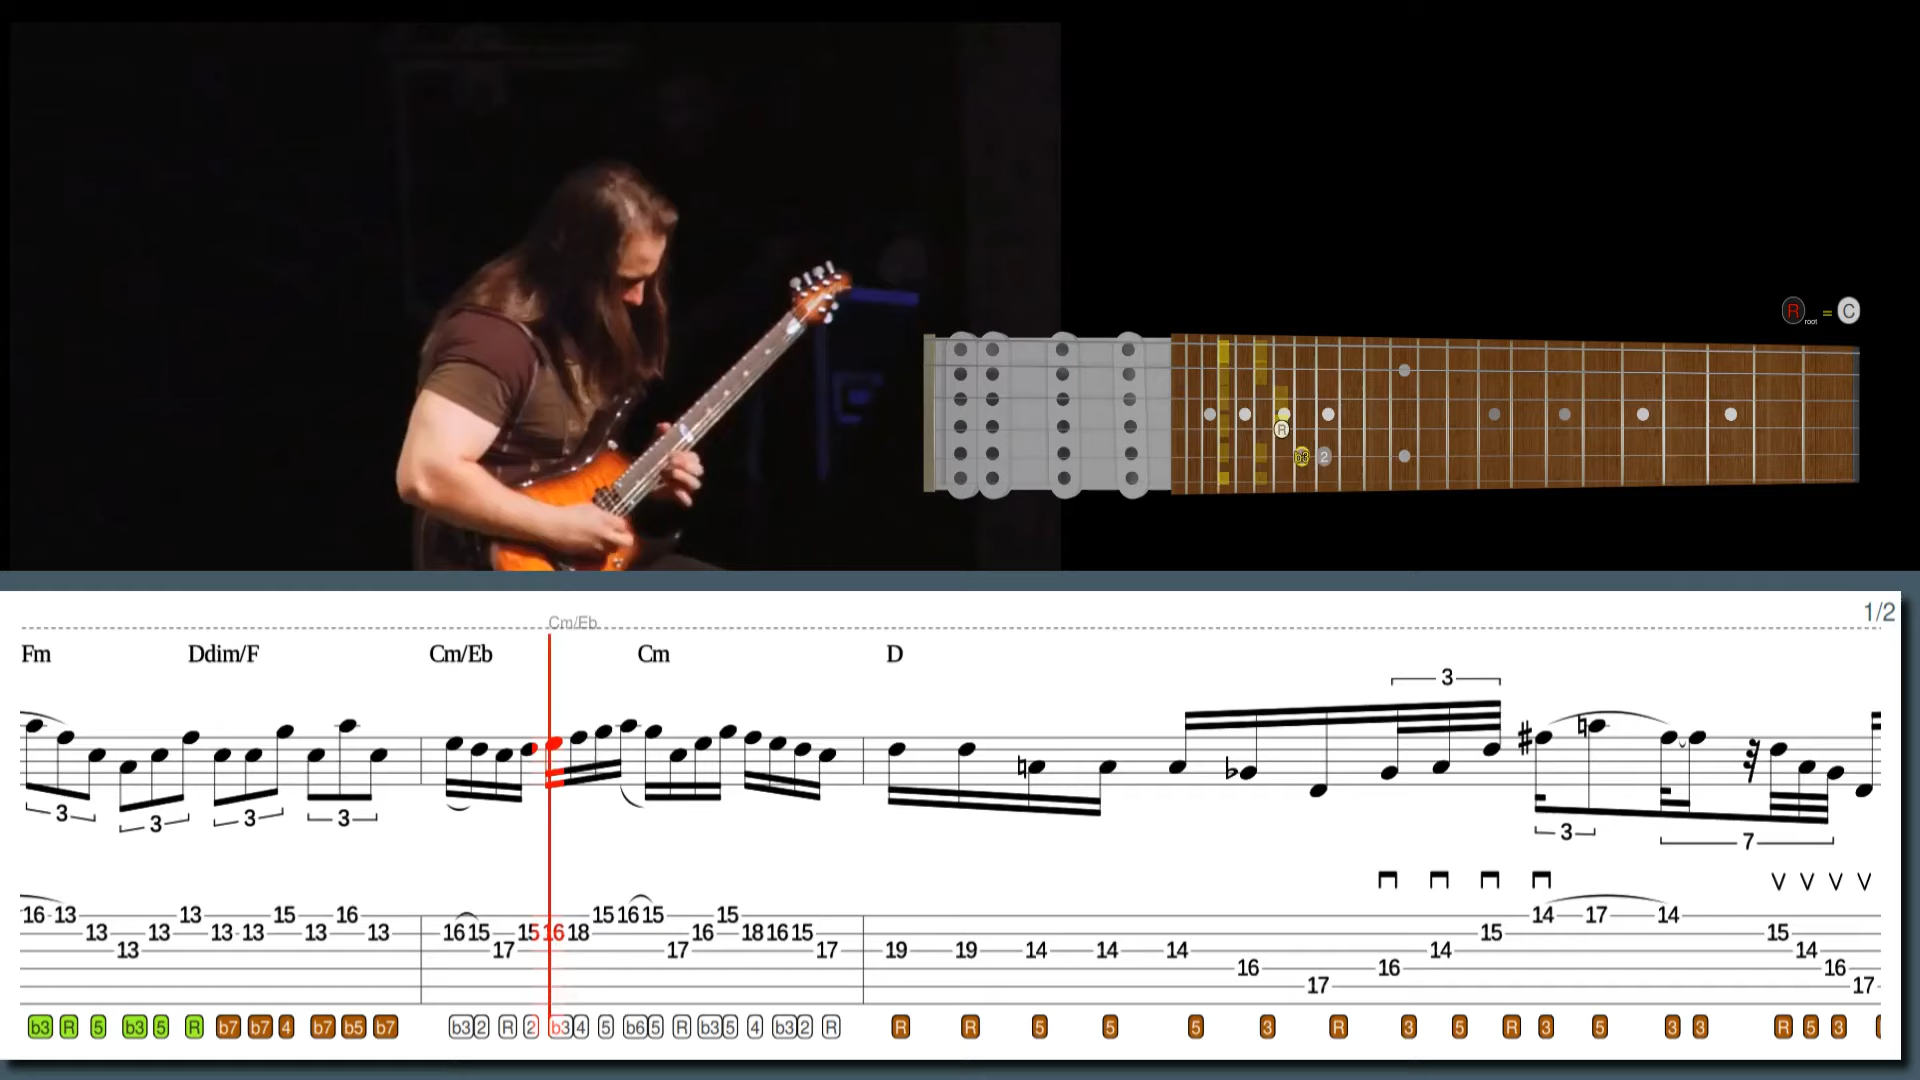 R root = C
R
b3 2
1/2
Cm/Eb
Fm Ddim/F Cm/Eb Cm D
3
3 3 3 3 3 7
16 13 13 15 16 15 16 15 15 14 17 14
13 13 13 13 13 13 16 15 15 16 18 16 18 16 15 15 15
13 17 17 17 19 19 14 14 14 14 14
16 16 16
17 17
b3 R 5 b3 5 R b7 b7 4 b7 b5 b7 b3 2 R 2 b3 4 5 b6 5 R b3 5 4 b3 2 R R R 5 5 5 3 R 3 5 R 3 5 3 3 R 5 3